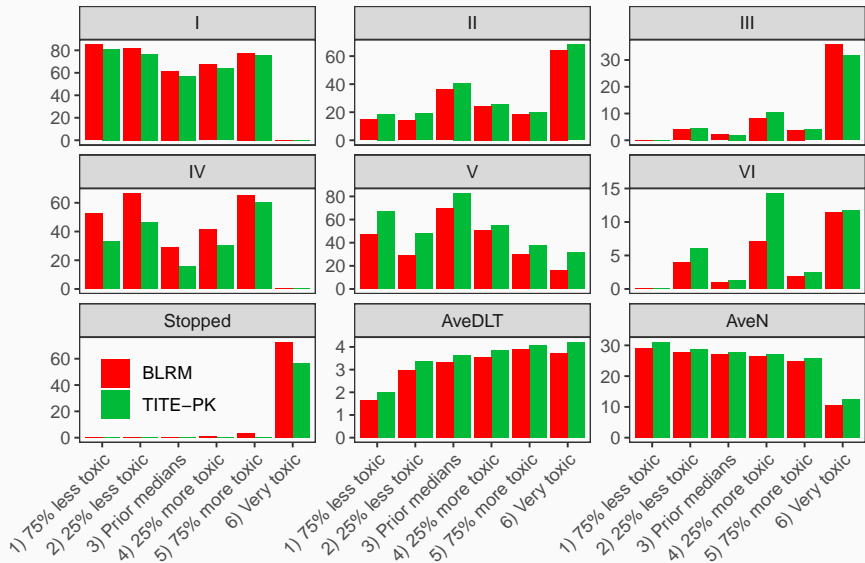 I
II
III
80
60
40
20
0
60
40
20
0
30
20
10
0
IV
V
VI
60
40
20
0
80
60
40
20
0
15
10
5
0
Stopped
AveDLT
AveN
60
40
20
0
BLRM
TITE−PK
4
3
2
1
0
30
20
10
0
1) 75% less toxic
2) 25% less toxic
3) Prior medians
4) 25% more toxic
5) 75% more toxic
6) Very toxic
1) 75% less toxic
2) 25% less toxic
3) Prior medians
4) 25% more toxic
5) 75% more toxic
6) Very toxic
1) 75% less toxic
2) 25% less toxic
3) Prior medians
4) 25% more toxic
5) 75% more toxic
6) Very toxic